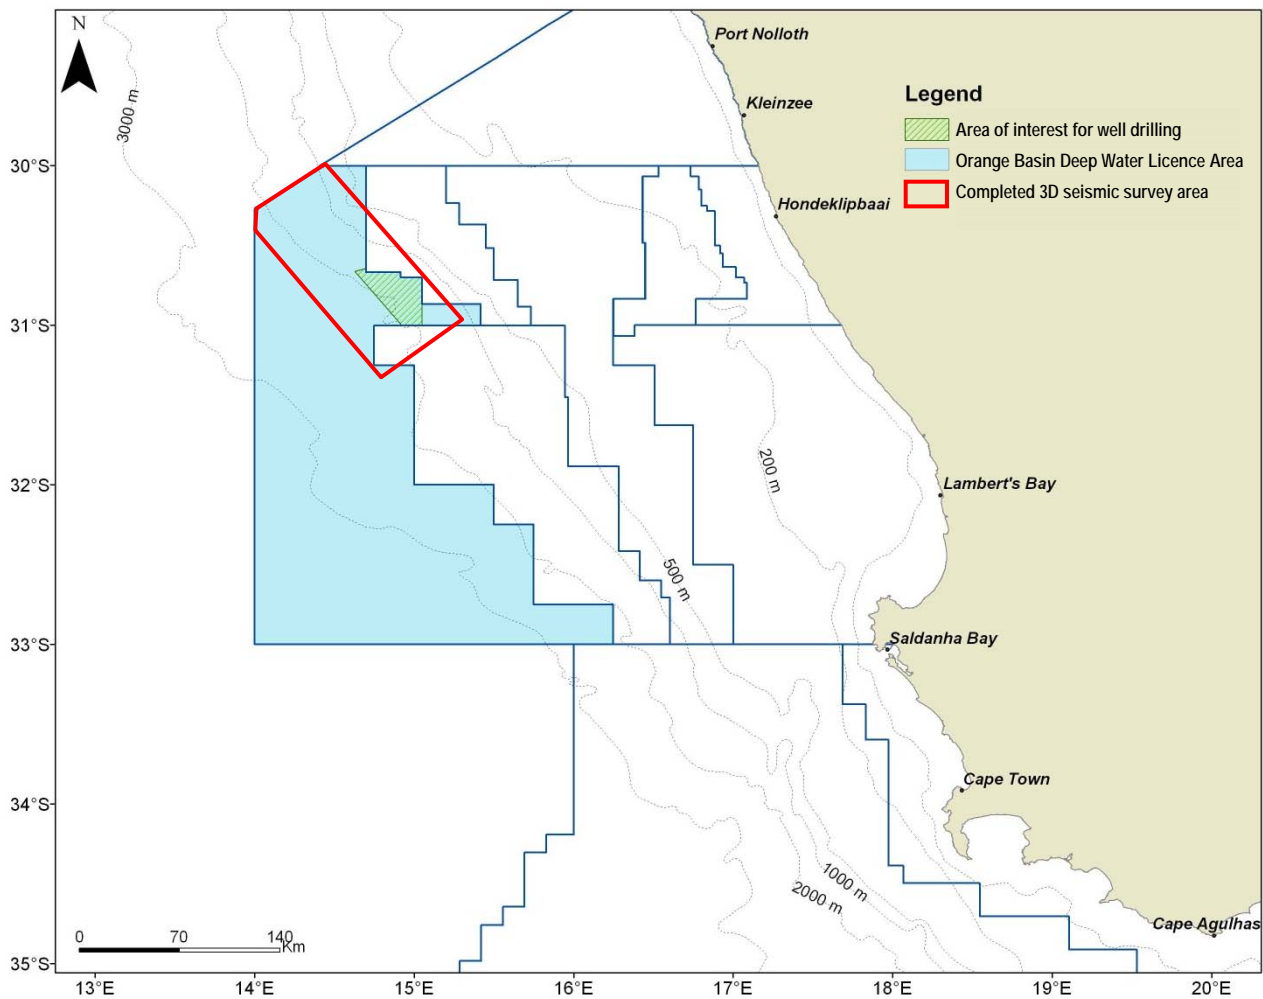 N
Port Nolloth
Kleinzee
3000 m
Legend
Area of interest for well drilling
Orange Basin Deep Water Licence Area
Completed 3D seismic survey area
30°S
Hondeklipbaai
31°S
200 m
32°S
Lambert's Bay
500 m
33°S
Saldanha Bay
Cape Town
34°S
1000 m
2000 m
Cape Agulhas
0 70 140 Km
35°S
13°E 14°E 15°E 16°E 17°E 18°E 19°E 20°E